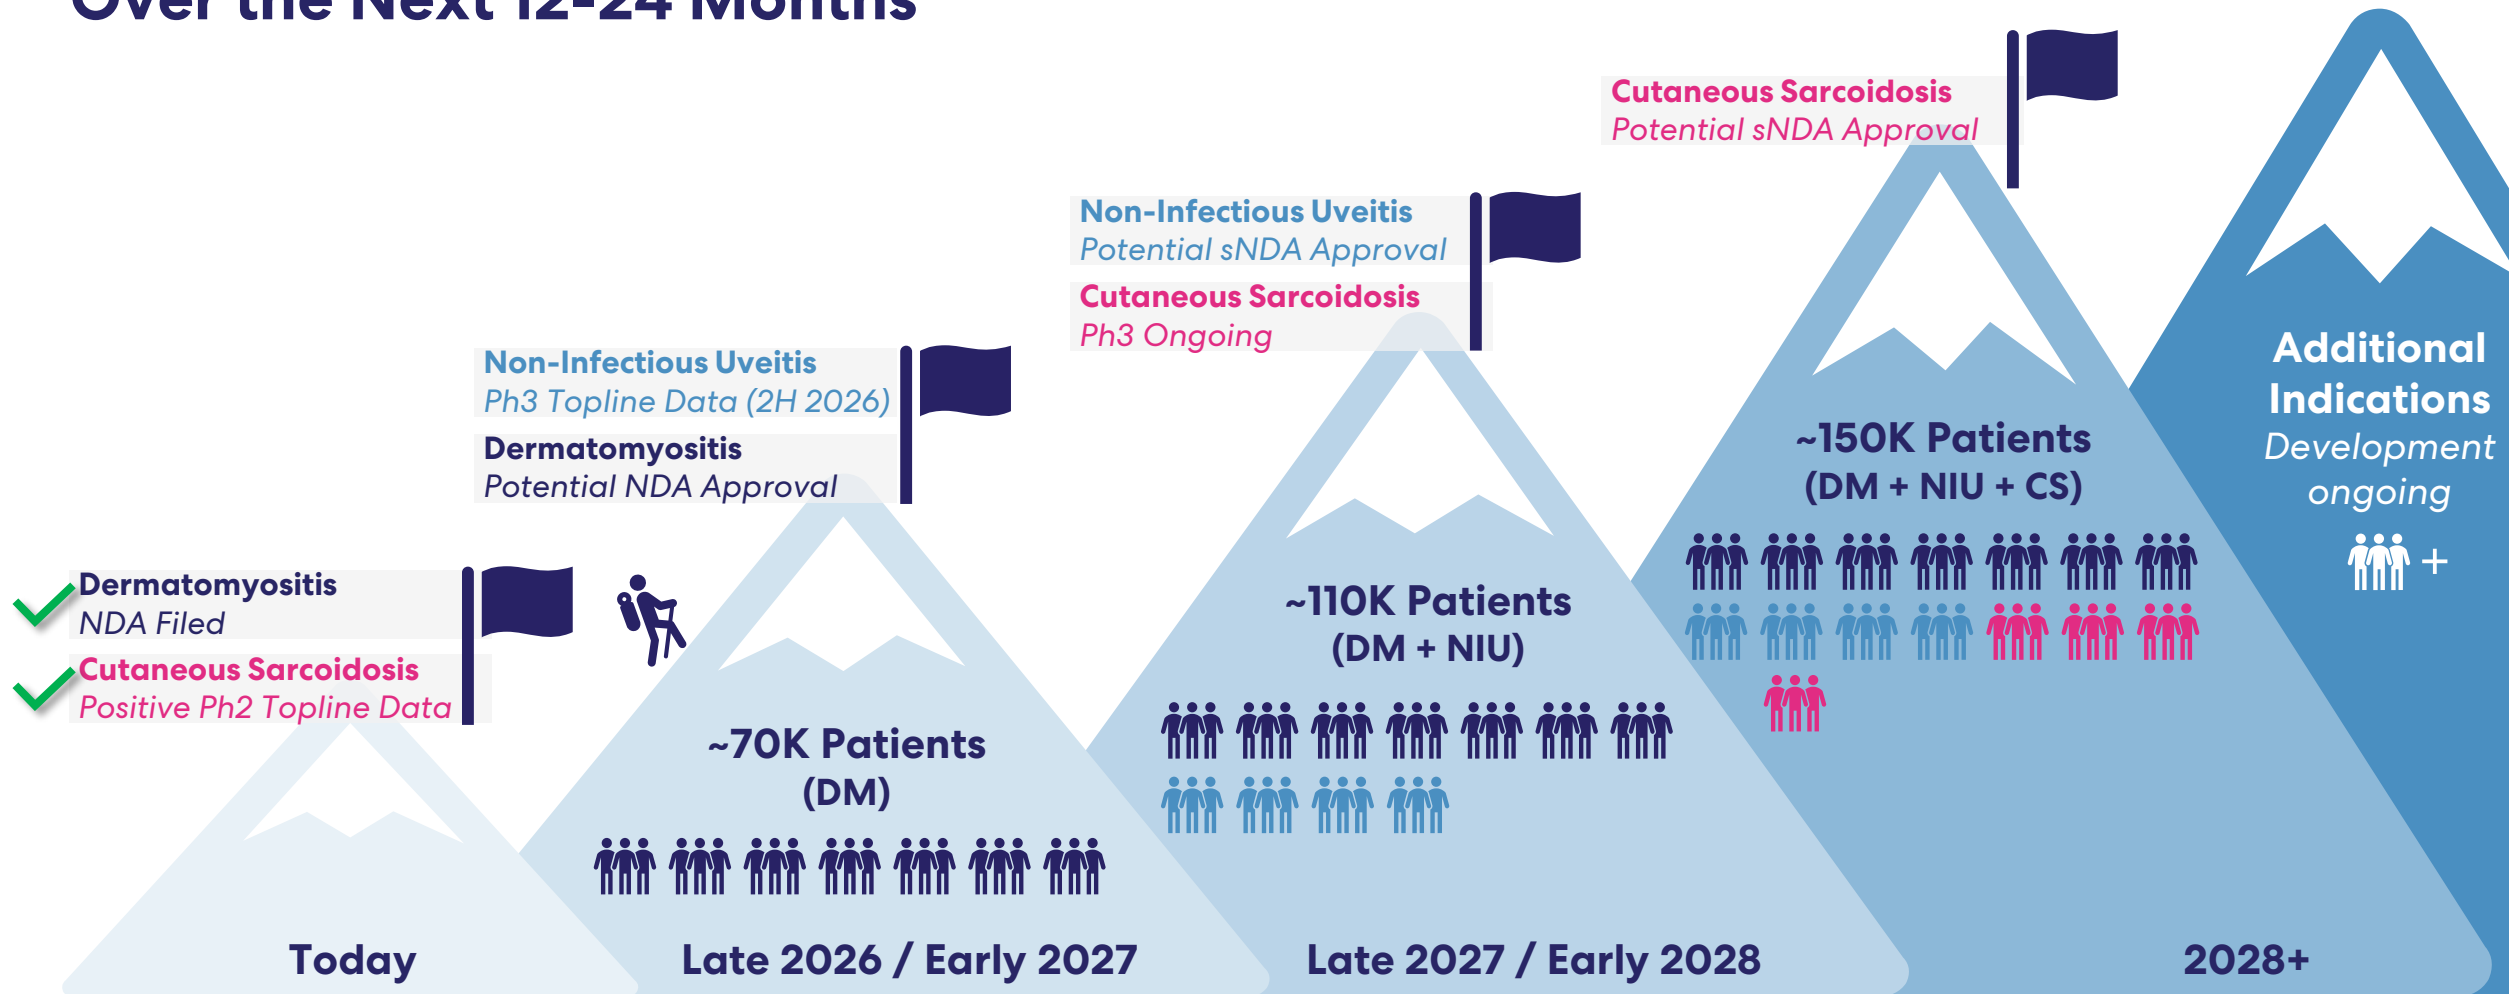 Over the Next 12-24 Months
Dermatomyositis
NDA Filed
Cutaneous Sarcoidosis
Positive Ph2 Topline Data
Today
Non-Infectious Uveitis
Ph3 Topline Data (2H 2026)
Dermatomyositis
Potential NDA Approval
~70K Patients
(DM)
Late 2026 / Early 2027
Non-Infectious Uveitis
Potential sNDA Approval
Cutaneous Sarcoidosis
Ph3 Ongoing
~110K Patients
(DM + NIU)
Late 2027 / Early 2028
Cutaneous Sarcoidosis
Potential sNDA Approval
~150K Patients
(DM + NIU + CS)
2028+
Additional
Indications
Development
ongoing
+